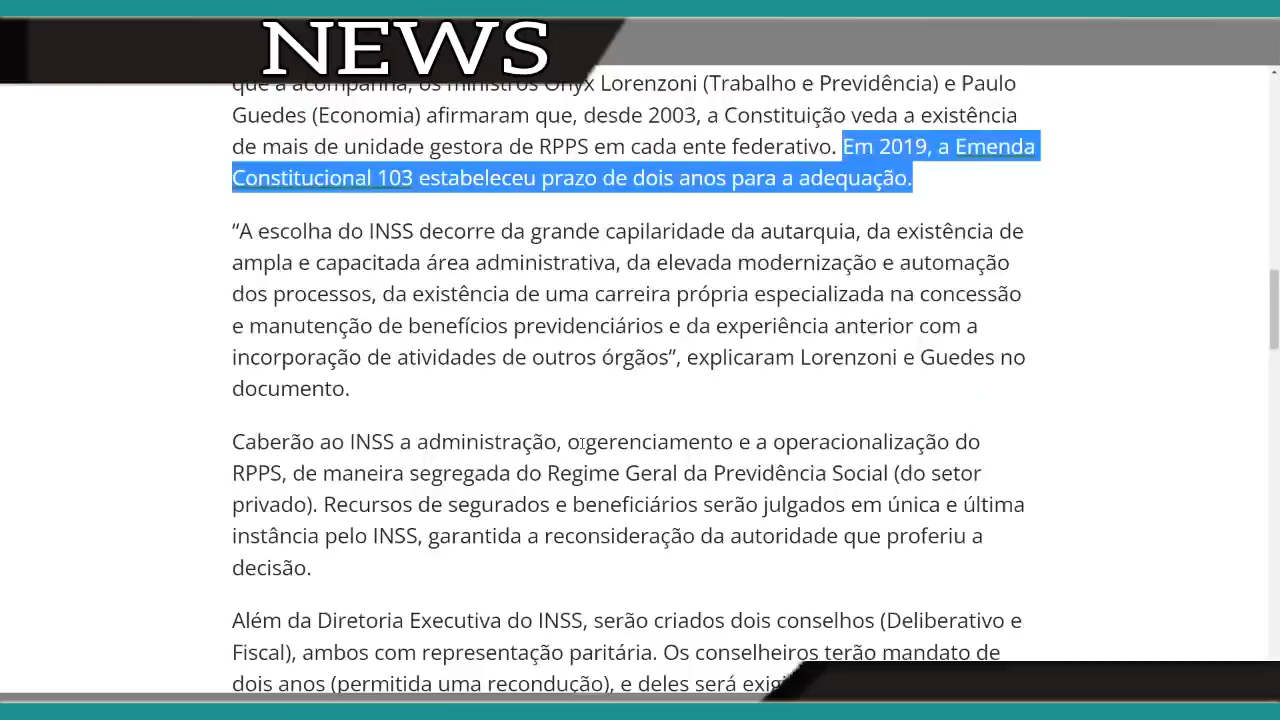 NEWS
que a acompanha, os ministros Onyx Lorenzoni (Trabalho e Previdência) e Paulo
Guedes (Economia) afirmaram que, desde 2003, a Constituição veda a existência
de mais de unidade gestora de RPPS em cada ente federativo. Em 2019, a Emenda
Constitucional 103 estabeleceu prazo de dois anos para a adequação.
“A escolha do INSS decorre da grande capilaridade da autarquia, da existência de
ampla e capacitada área administrativa, da elevada modernização e automação
dos processos, da existência de uma carreira própria especializada na concessão
e manutenção de benefícios previdenciários e da experiência anterior com a
incorporação de atividades de outros órgãos”, explicaram Lorenzoni e Guedes no
documento.
Caberão ao INSS a administração, o gerenciamento e a operacionalização do
RPPS, de maneira segregada do Regime Geral da Previdência Social (do setor
privado). Recursos de segurados e beneficiários serão julgados em única e última
instância pelo INSS, garantida a reconsideração da autoridade que proferiu a
decisão.
Além da Diretoria Executiva do INSS, serão criados dois conselhos (Deliberativo e
Fiscal), ambos com representação paritária. Os conselheiros terão mandato de
dois anos (permitida uma recondução), e deles será